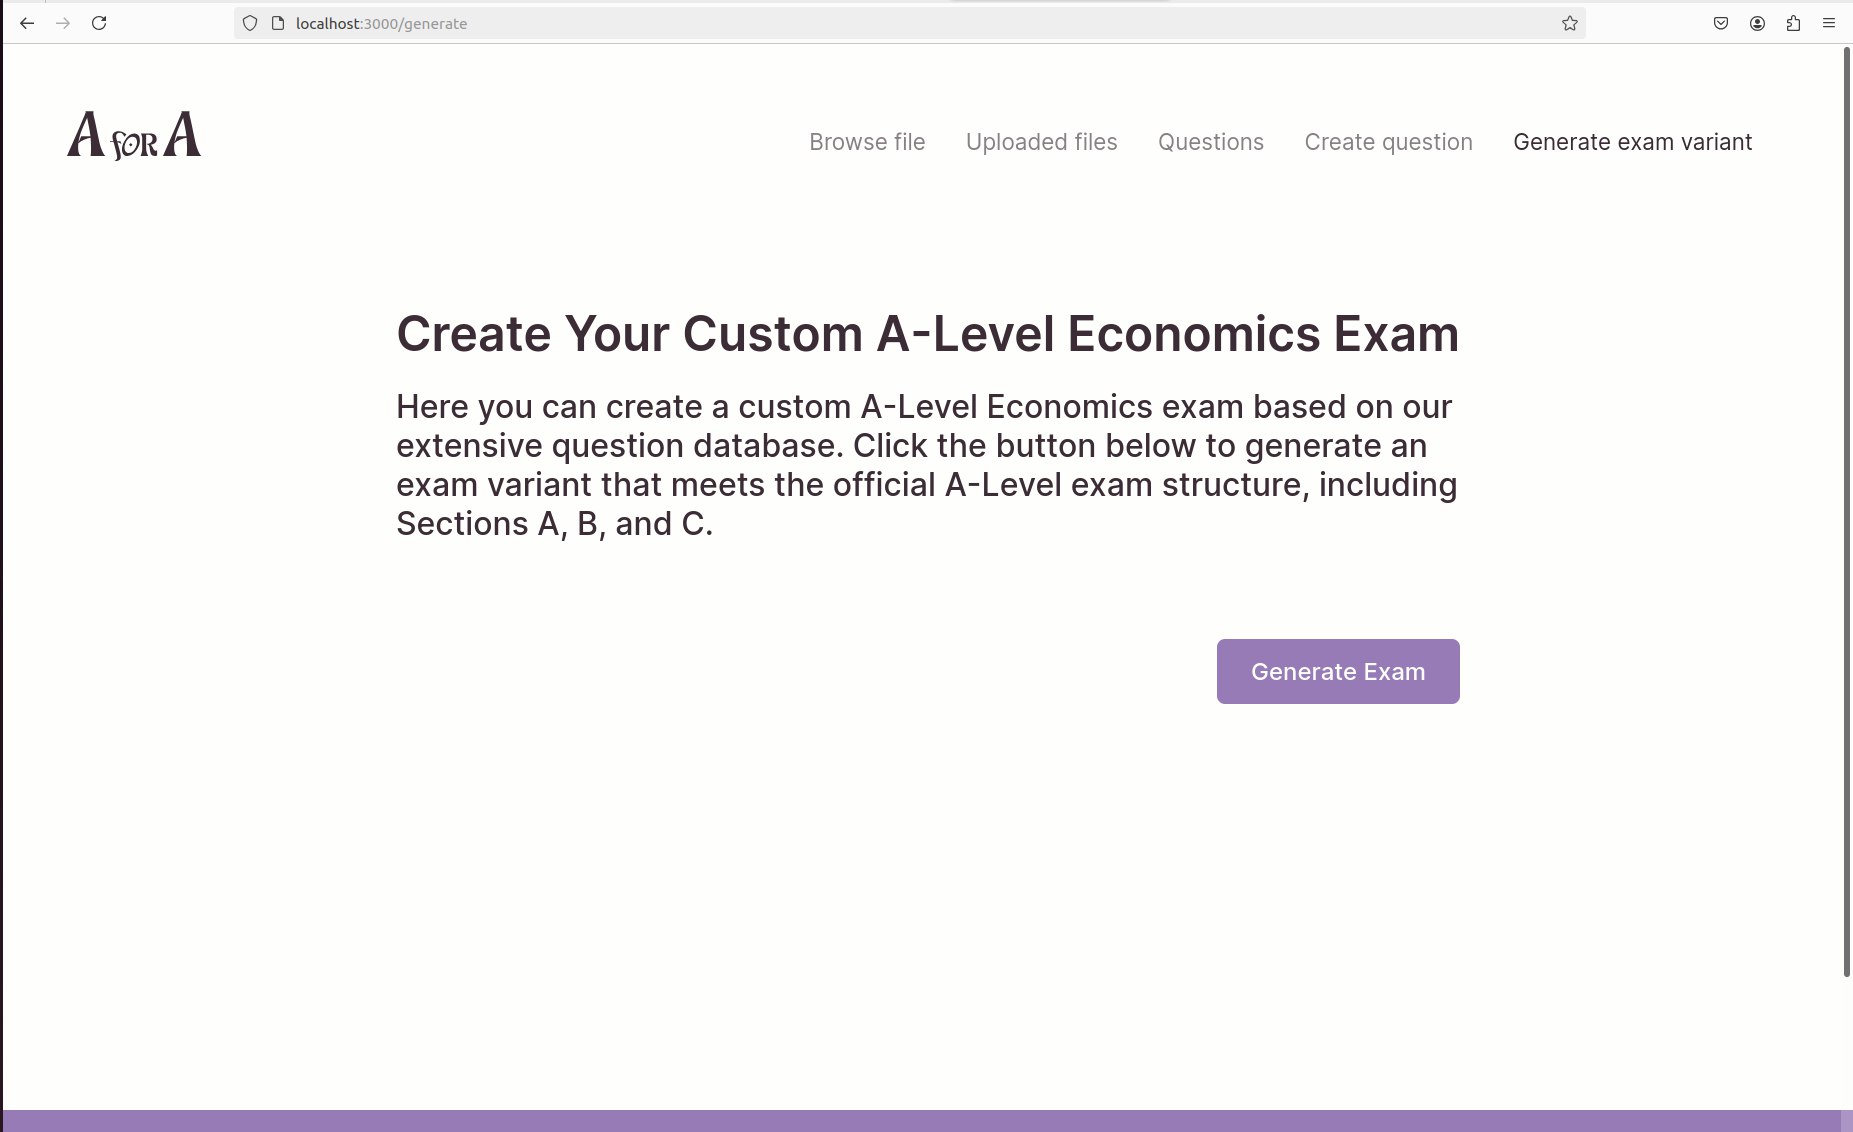 localhost:3000/generate
A for A
Browse file
Uploaded files
Questions
Create question
Generate exam variant
Create Your Custom A-Level Economics Exam
Here you can create a custom A-Level Economics exam based on our
extensive question database. Click the button below to generate an
exam variant that meets the official A-Level exam structure, including
Sections A, B, and C.
Generate Exam